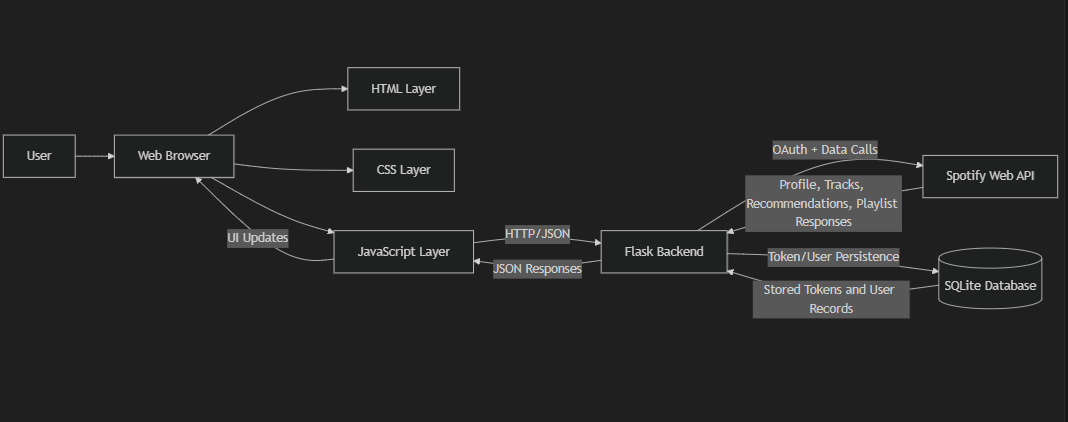 User
Web Browser
HTML Layer
CSS Layer
UI Updates
JavaScript Layer
HTTP/JSON
JSON Responses
Flask Backend
OAuth + Data Calls
Profile, Tracks,
Recommendations, Playlist
Responses
Spotify Web API
Token/User Persistence
Stored Tokens and User
Records
SQLite Database